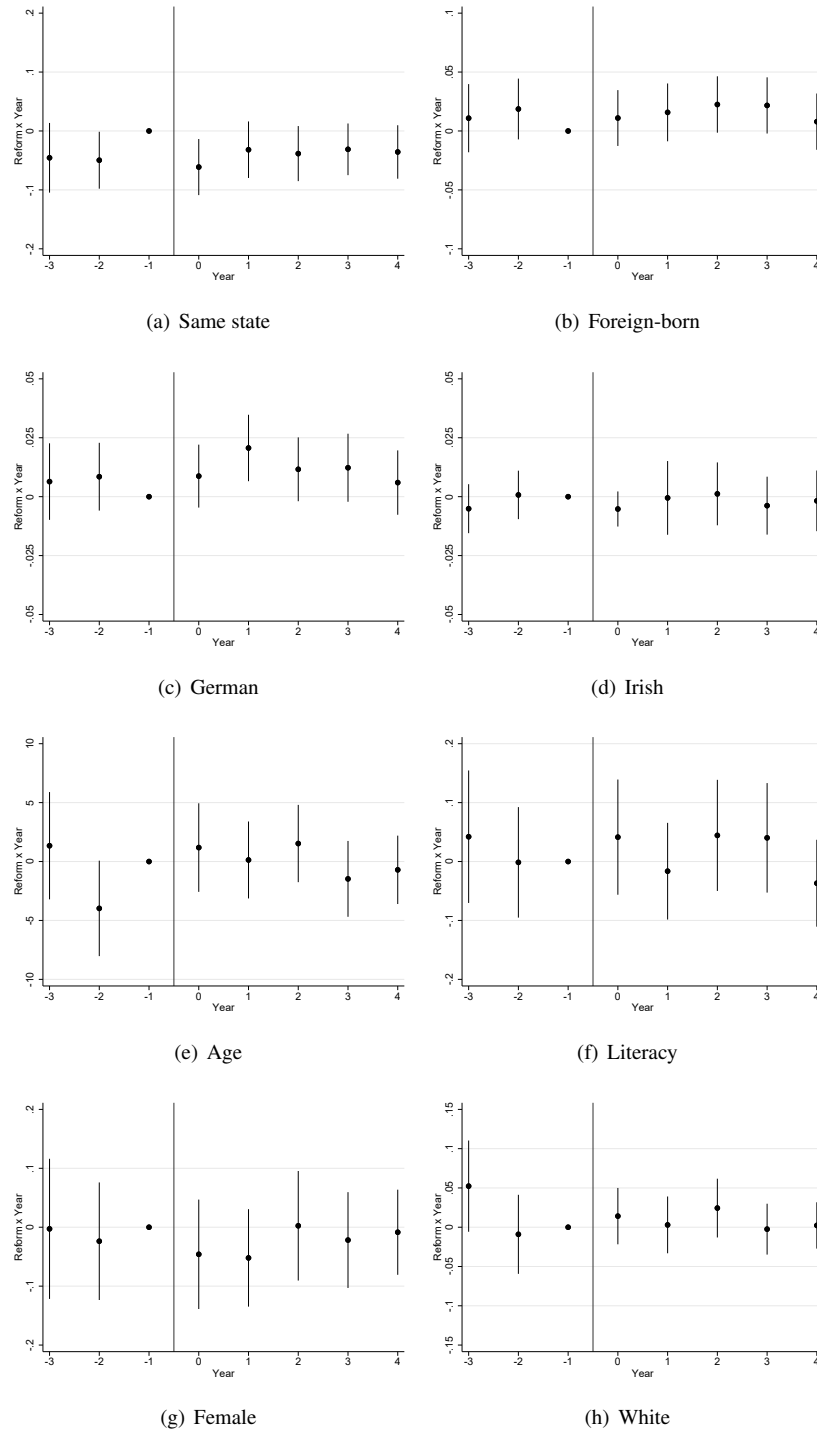 .2
.1
0
-.1
-.2
Reform x Year
-3 -2 -1 0 1 2 3 4
Year
(a) Same state
.1
.05
0
-.05
-.1
Reform x Year
-3 -2 -1 0 1 2 3 4
Year
(b) Foreign-born
.05
.025
0
-.025
-.05
Reform x Year
-3 -2 -1 0 1 2 3 4
Year
(c) German
.05
.025
0
-.025
-.05
Reform x Year
-3 -2 -1 0 1 2 3 4
Year
(d) Irish
10
5
0
-5
-10
Reform x Year
-3 -2 -1 0 1 2 3 4
Year
(e) Age
.2
.1
0
-.1
-.2
Reform x Year
-3 -2 -1 0 1 2 3 4
Year
(f) Literacy
.2
.1
0
-.1
-.2
Reform x Year
-3 -2 -1 0 1 2 3 4
Year
(g) Female
.15
.1
.05
0
-.05
-.1
-.15
Reform x Year
-3 -2 -1 0 1 2 3 4
Year
(h) White